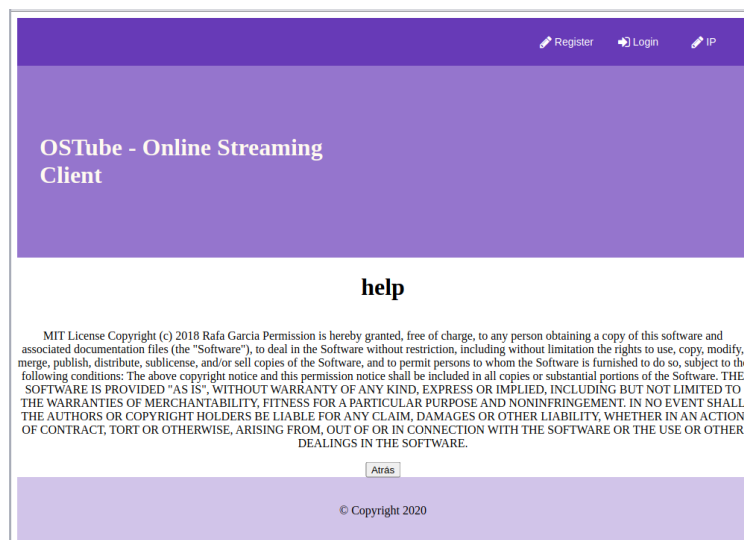 Register Login IP
OSTube - Online Streaming
Client
help
MIT License Copyright (c) 2018 Rafa Garcia Permission is hereby granted, free of charge, to any person obtaining a copy of this software and
associated documentation files (the "Software"), to deal in the Software without restriction, including without limitation the rights to use, copy, modify,
merge, publish, distribute, sublicense, and/or sell copies of the Software, and to permit persons to whom the Software is furnished to do so, subject to the
following conditions: The above copyright notice and this permission notice shall be included in all copies or substantial portions of the Software. THE
SOFTWARE IS PROVIDED "AS IS", WITHOUT WARRANTY OF ANY KIND, EXPRESS OR IMPLIED, INCLUDING BUT NOT LIMITED TO
THE WARRANTIES OF MERCHANTABILITY, FITNESS FOR A PARTICULAR PURPOSE AND NONINFRINGEMENT. IN NO EVENT SHALL
THE AUTHORS OR COPYRIGHT HOLDERS BE LIABLE FOR ANY CLAIM, DAMAGES OR OTHER LIABILITY, WHETHER IN AN ACTION
OF CONTRACT, TORT OR OTHERWISE, ARISING FROM, OUT OF OR IN CONNECTION WITH THE SOFTWARE OR THE USE OR OTHER
DEALINGS IN THE SOFTWARE.
Atrás
© Copyright 2020